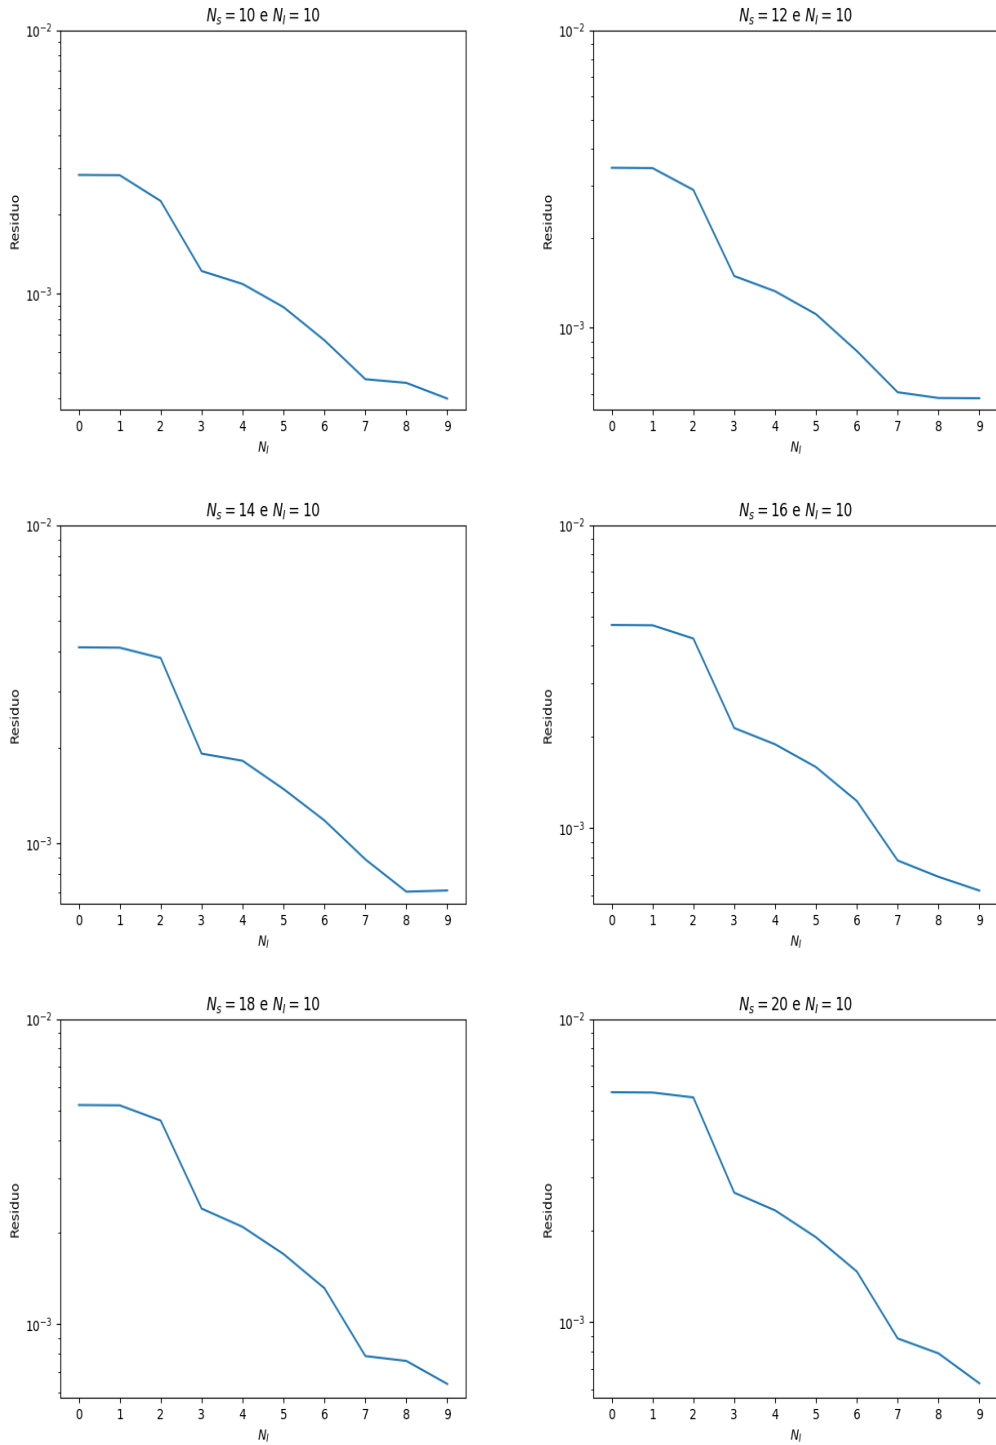 N_s = 10 e N_l = 10
10^-2
10^-3
Residuo
0 1 2 3 4 5 6 7 8 9
N_l
N_s = 12 e N_l = 10
10^-2
10^-3
Residuo
0 1 2 3 4 5 6 7 8 9
N_l
N_s = 14 e N_l = 10
10^-2
10^-3
Residuo
0 1 2 3 4 5 6 7 8 9
N_l
N_s = 16 e N_l = 10
10^-2
10^-3
Residuo
0 1 2 3 4 5 6 7 8 9
N_l
N_s = 18 e N_l = 10
10^-2
10^-3
Residuo
0 1 2 3 4 5 6 7 8 9
N_l
N_s = 20 e N_l = 10
10^-2
10^-3
Residuo
0 1 2 3 4 5 6 7 8 9
N_l